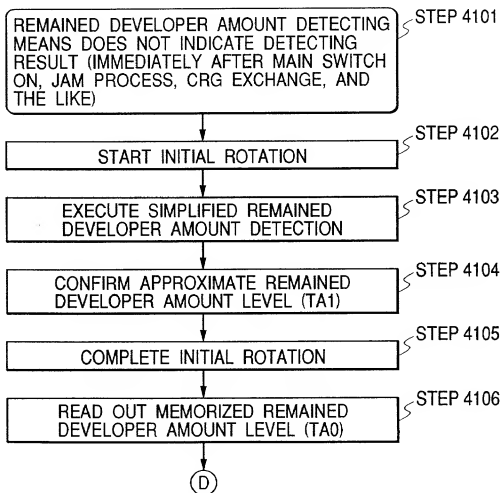 REMAINED DEVELOPER AMOUNT DETECTING
MEANS DOES NOT INDICATE DETECTING
RESULT (IMMEDIATELY AFTER MAIN SWITCH
ON, JAM PROCESS, CRG EXCHANGE, AND
THE LIKE)
STEP 4101
START INITIAL ROTATION
STEP 4102
EXECUTE SIMPLIFIED REMAINED
DEVELOPER AMOUNT DETECTION
STEP 4103
CONFIRM APPROXIMATE REMAINED
DEVELOPER AMOUNT LEVEL (TA1)
STEP 4104
COMPLETE INITIAL ROTATION
STEP 4105
READ OUT MEMORIZED REMAINED
DEVELOPER AMOUNT LEVEL (TA0)
STEP 4106
D